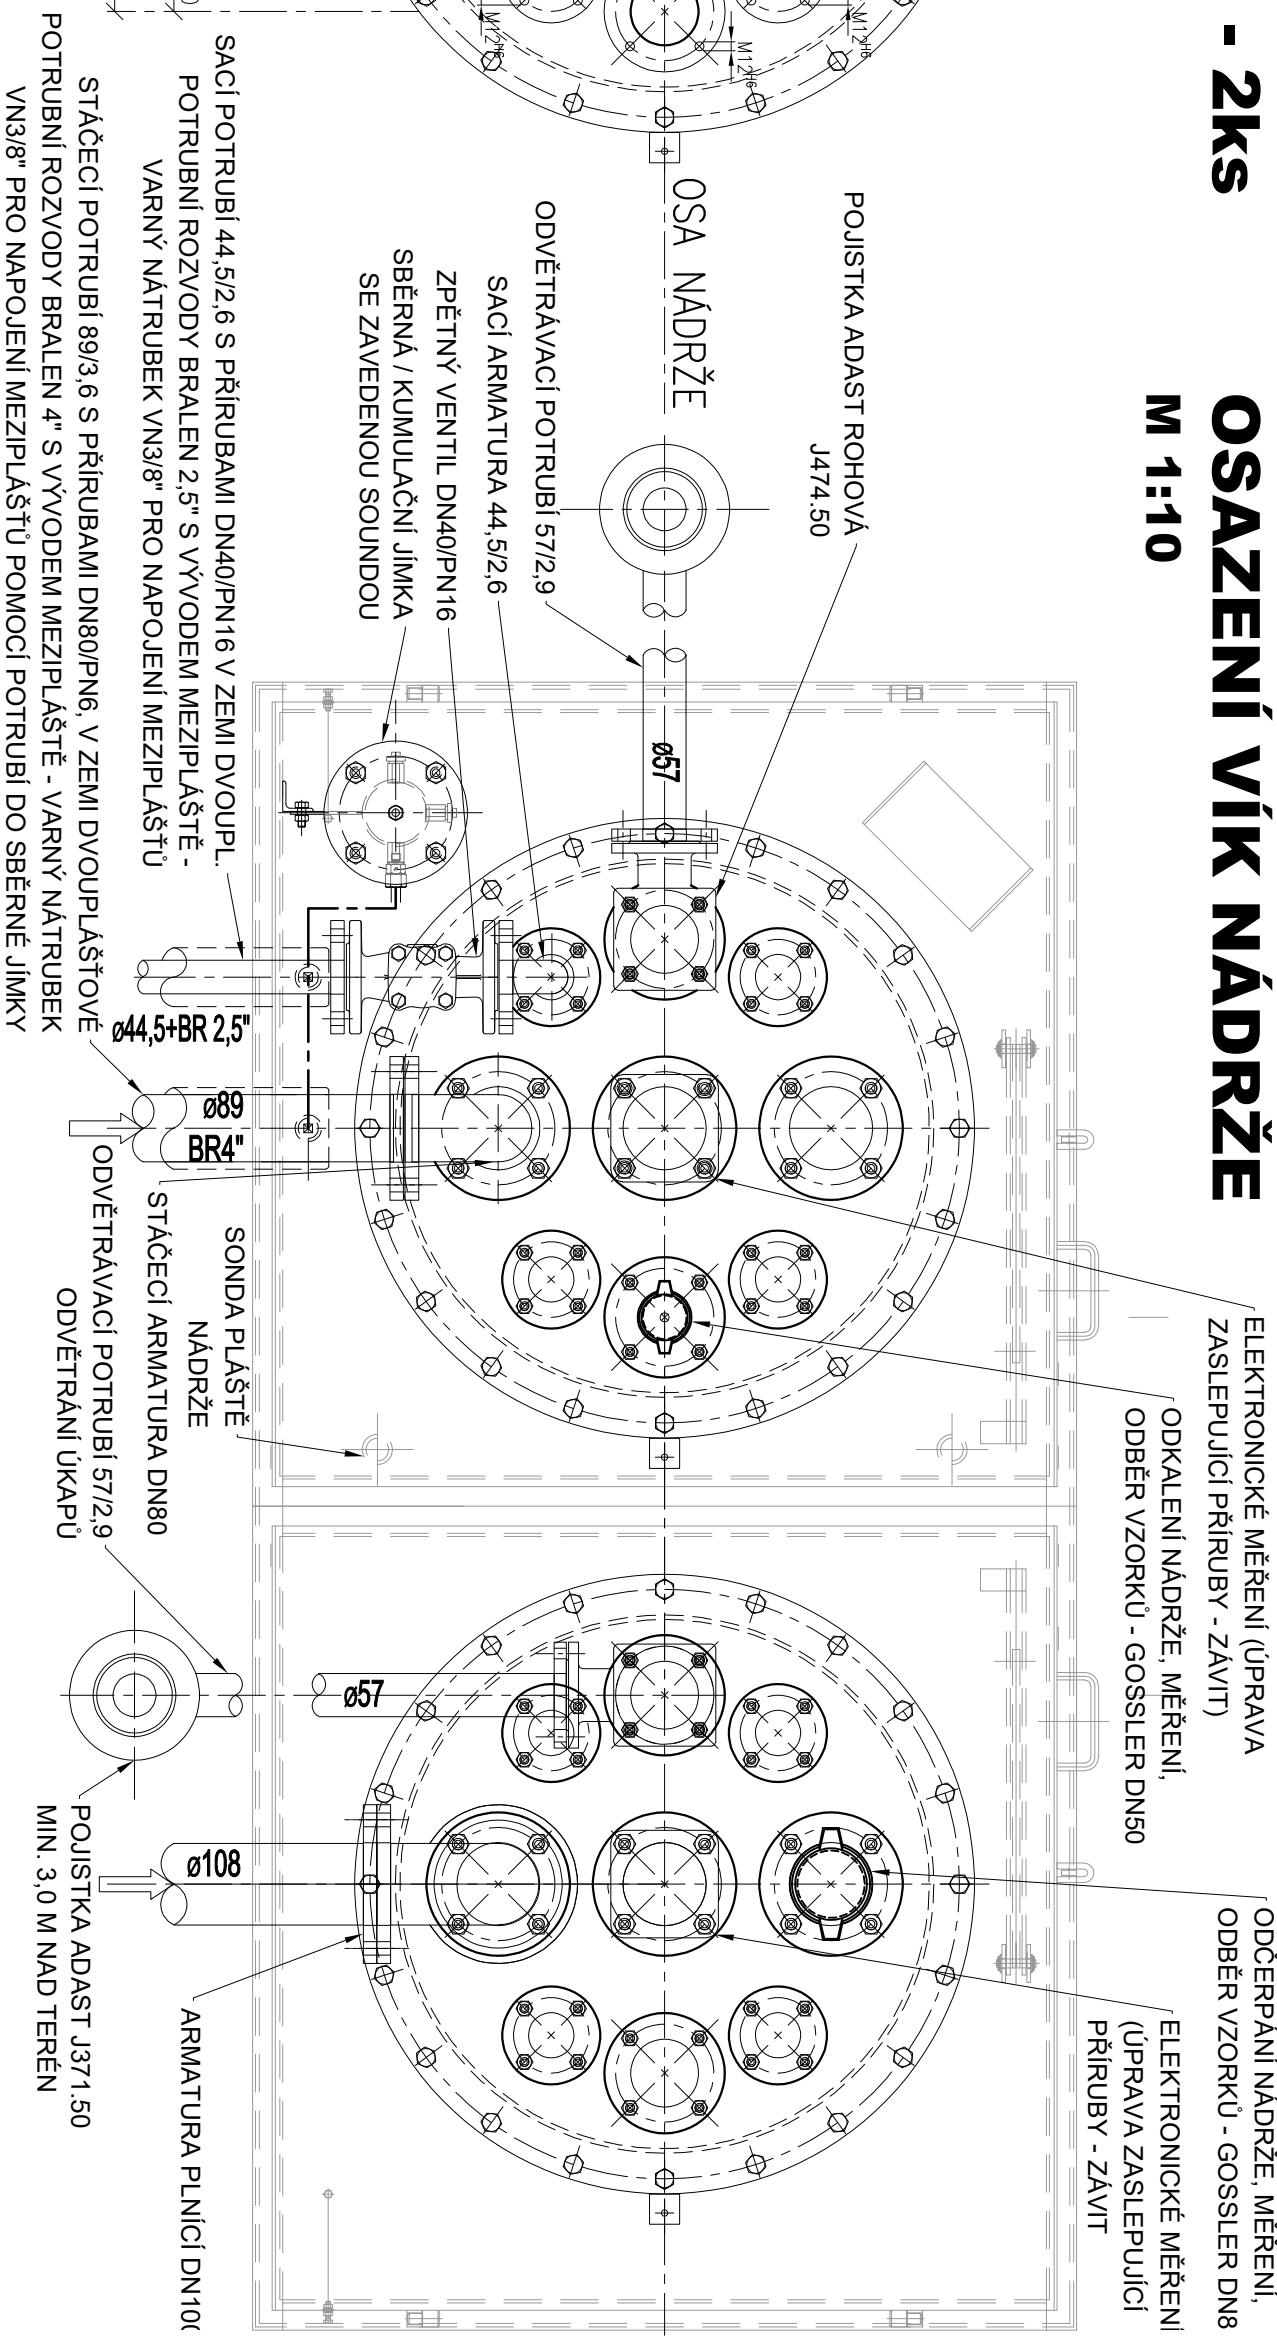 - 2ks
OSAZENÍ VÍK NÁDRŽE
M 1:10
M12H6
M12H6
M12H6
OSA NÁDRŽE
POJISTKA ADAST ROHOVÁ
J474.50
ODVĚTRÁVACÍ POTRUBÍ 57/2,9
SACÍ ARMATURA 44,5/2,6
ZPĚTNÝ VENTIL DN40/PN16
SBĚRNÁ / KUMULAČNÍ JÍMKA
SE ZAVEDENOU SOUNDOU
SACÍ POTRUBÍ 44,5/2,6 S PŘÍRUBAMI DN40/PN16 V ZEMI DVOUPL.
POTRUBNÍ ROZVODY BRALEN 2,5" S VÝVODEM MEZIPLÁŠTĚ -
VARNÝ NÁTRUBEK VN3/8" PRO NAPOJENÍ MEZIPLÁŠŤŮ
STÁČECÍ POTRUBÍ 89/3,6 S PŘÍRUBAMI DN80/PN6, V ZEMI DVOUPLÁŠŤOVÉ
POTRUBNÍ ROZVODY BRALEN 4" S VÝVODEM MEZIPLÁŠTĚ - VARNÝ NÁTRUBEK
VN3/8" PRO NAPOJENÍ MEZIPLÁŠŤŮ POMOCÍ POTRUBÍ DO SBĚRNÉ JÍMKY
ø57
ø44,5+BR 2,5"
ø89
BR4"
ELEKTRONICKÉ MĚŘENÍ (ÚPRAVA
ZASLEPUJÍCÍ PŘÍRUBY - ZÁVIT)
ODKALENÍ NÁDRŽE, MĚŘENÍ,
ODBĚR VZORKŮ - GOSSLER DN50
SONDA PLÁŠTĚ
NÁDRŽE
STÁČECÍ ARMATURA DN80
ODVĚTRÁVACÍ POTRUBÍ 57/2,9
ODVĚTRÁNÍ ÚKAPŮ
ø57
ø108
ODČERPÁNÍ NÁDRŽE, MĚŘENÍ,
ODBĚR VZORKŮ - GOSSLER DN8
ELEKTRONICKÉ MĚŘENÍ
(ÚPRAVA ZASLEPUJÍCÍ
PŘÍRUBY - ZÁVIT
ARMATURA PLNÍCÍ DN100
POJISTKA ADAST J371.50
MIN. 3,0 M NAD TERÉN